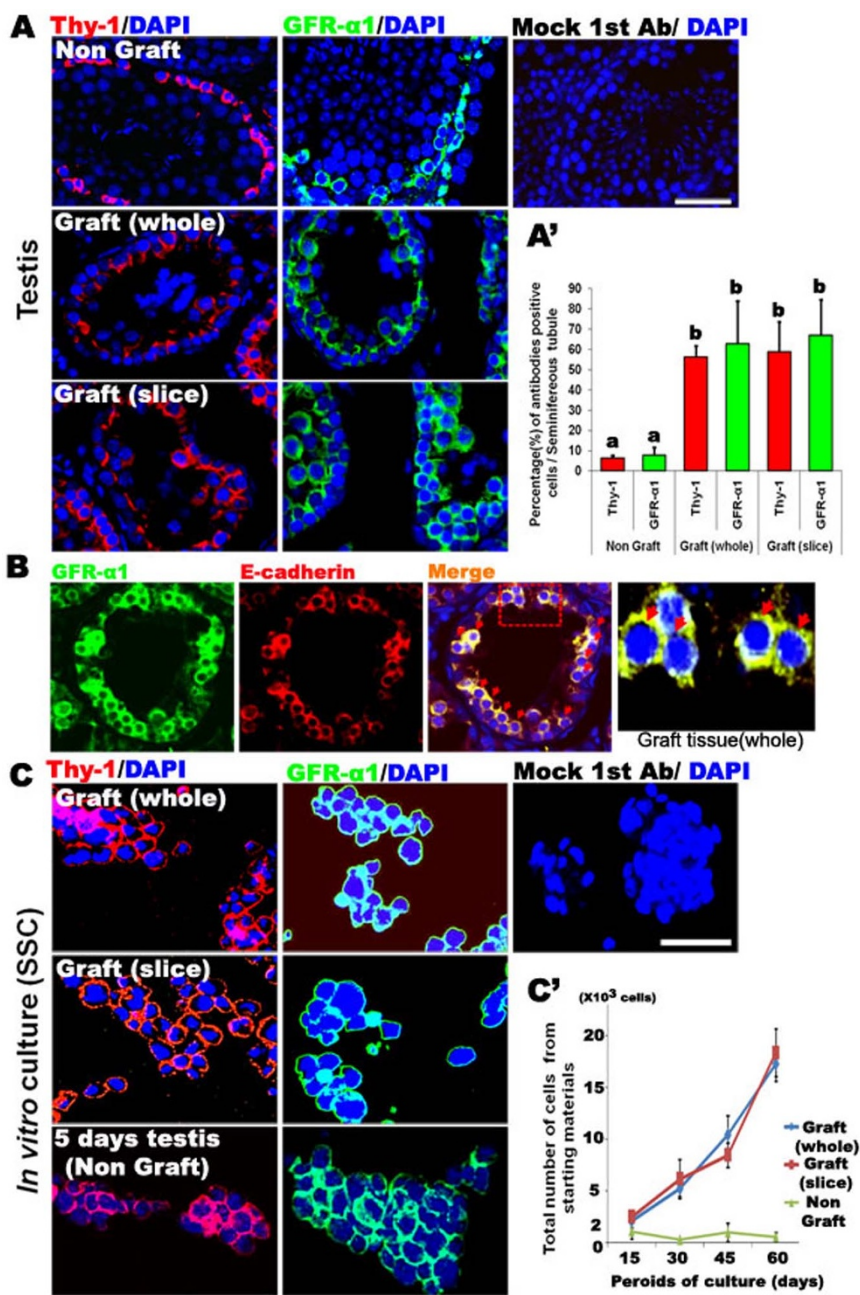 A
Thy-1/DAPI
GFR-α1/DAPI
Mock 1st Ab/ DAPI
Non Graft
Graft (whole)
Graft (slice)
Testis
A'
Percentage(%) of antibodies positive
cells / Seminifereous tubule
90
80
70
60
50
40
30
20
10
0
a
a
b
b
b
b
Thy-1
GFR-α1
Thy-1
GFR-α1
Thy-1
GFR-α1
Non Graft
Graft (whole)
Graft (slice)
B
GFR-α1
E-cadherin
Merge
Graft tissue(whole)
C
Thy-1/DAPI
GFR-α1/DAPI
Mock 1st Ab/ DAPI
Graft (whole)
Graft (slice)
5 days testis
(Non Graft)
In vitro culture (SSC)
C'
(X10³ cells)
Total number of cells from
starting materials
20
15
10
5
2
0
15
30
45
60
Peroids of culture (days)
Graft
(whole)
Graft
(slice)
Non
Graft